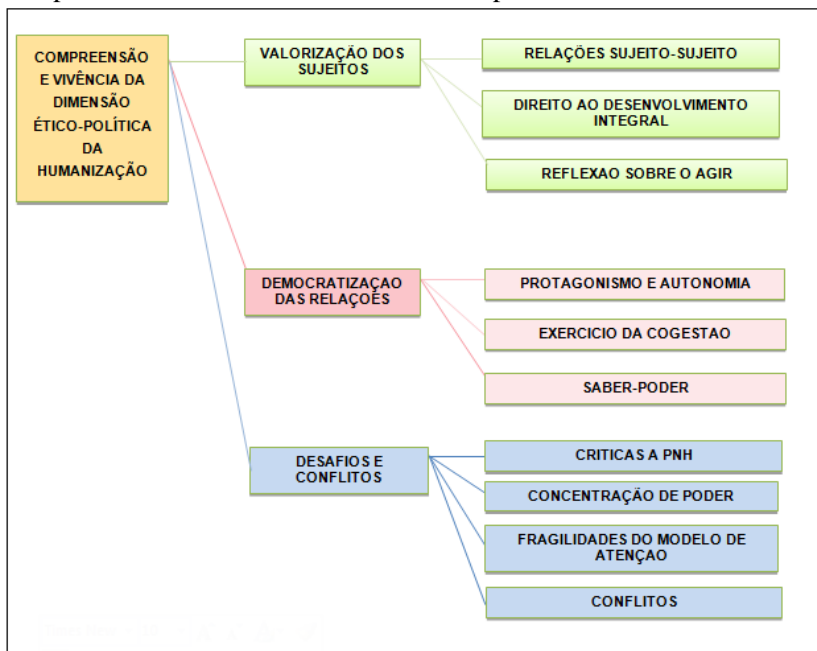 COMPREENSÃO
E VIVÊNCIA DA
DIMENSÃO
ÉTICO-POLÍTICA
DA
HUMANIZAÇÃO
VALORIZAÇÃO DOS
SUJEITOS
RELAÇÕES SUJEITO-SUJEITO
DIREITO AO DESENVOLVIMENTO
INTEGRAL
REFLEXAO SOBRE O AGIR
DEMOCRATIZAÇAO
DAS RELAÇOES
PROTAGONISMO E AUTONOMIA
EXERCICIO DA COGESTAO
SABER-PODER
DESAFIOS E
CONFLITOS
CRITICAS A PNH
CONCENTRAÇÃO DE PODER
FRAGILIDADES DO MODELO DE
ATENÇAO
CONFLITOS